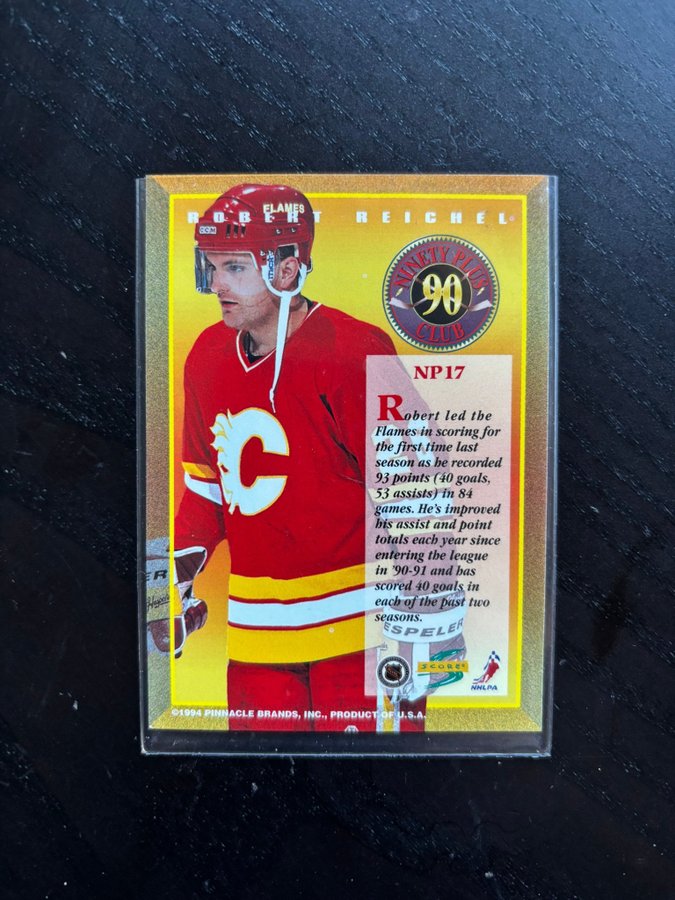 ROBERT REICHEL
FLAMES
CCM
NINETY PLUS
90
CLUB
NP17
Robert led the
Flames in scoring for
the first time last
season as he recorded
93 points (40 goals,
53 assists) in 84
games. He's improved
his assist and point
totals each year since
entering the league
in '90-91 and has
scored 40 goals in
each of the past two
seasons.
C
ESPELER
SCORE
NHLPA
©1994 PINNACLE BRANDS, INC., PRODUCT OF U.S.A.